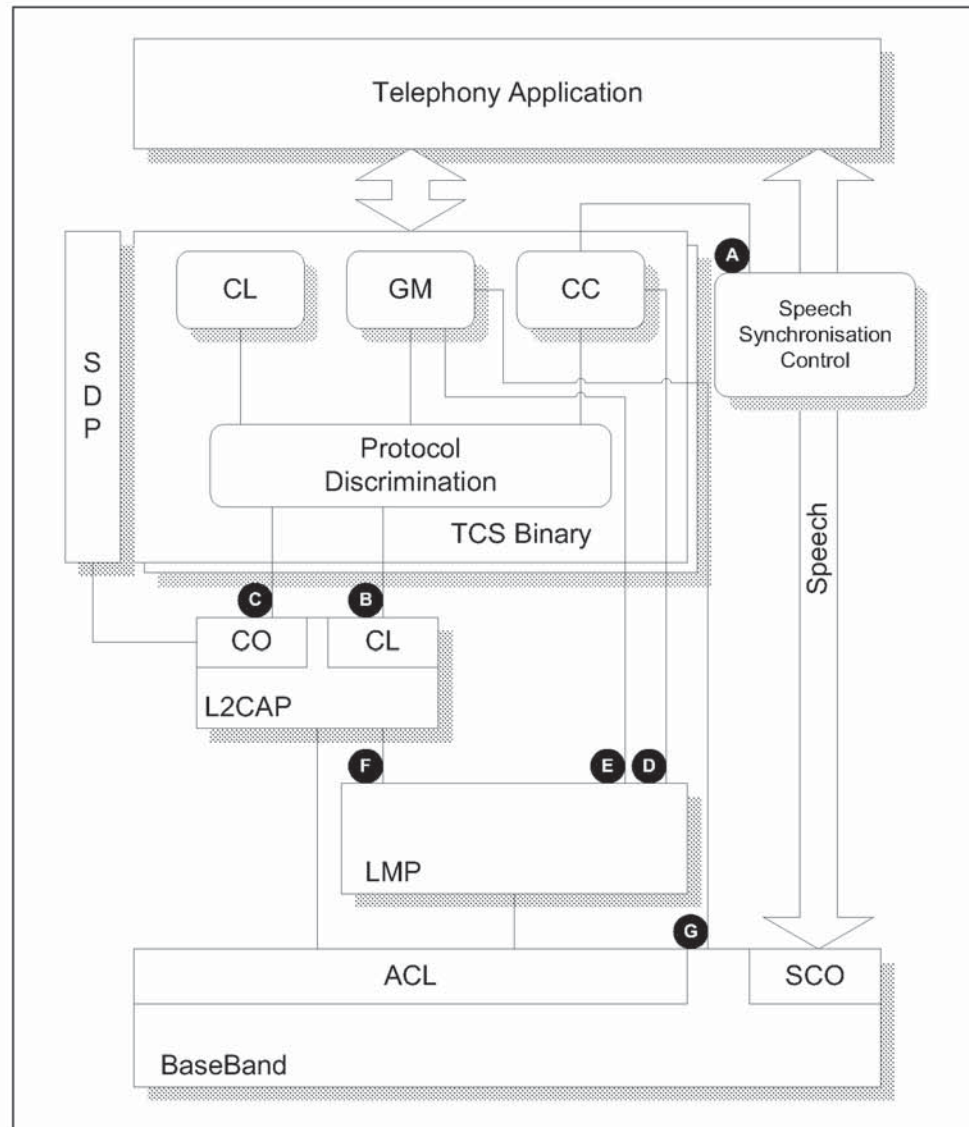 Telephony Application
A
CL
GM
CC
Speech
Synchronisation
Control
S
D
P
Protocol
Discrimination
TCS Binary
Speech
C
B
CO
CL
L2CAP
F
E
D
LMP
G
ACL
SCO
BaseBand